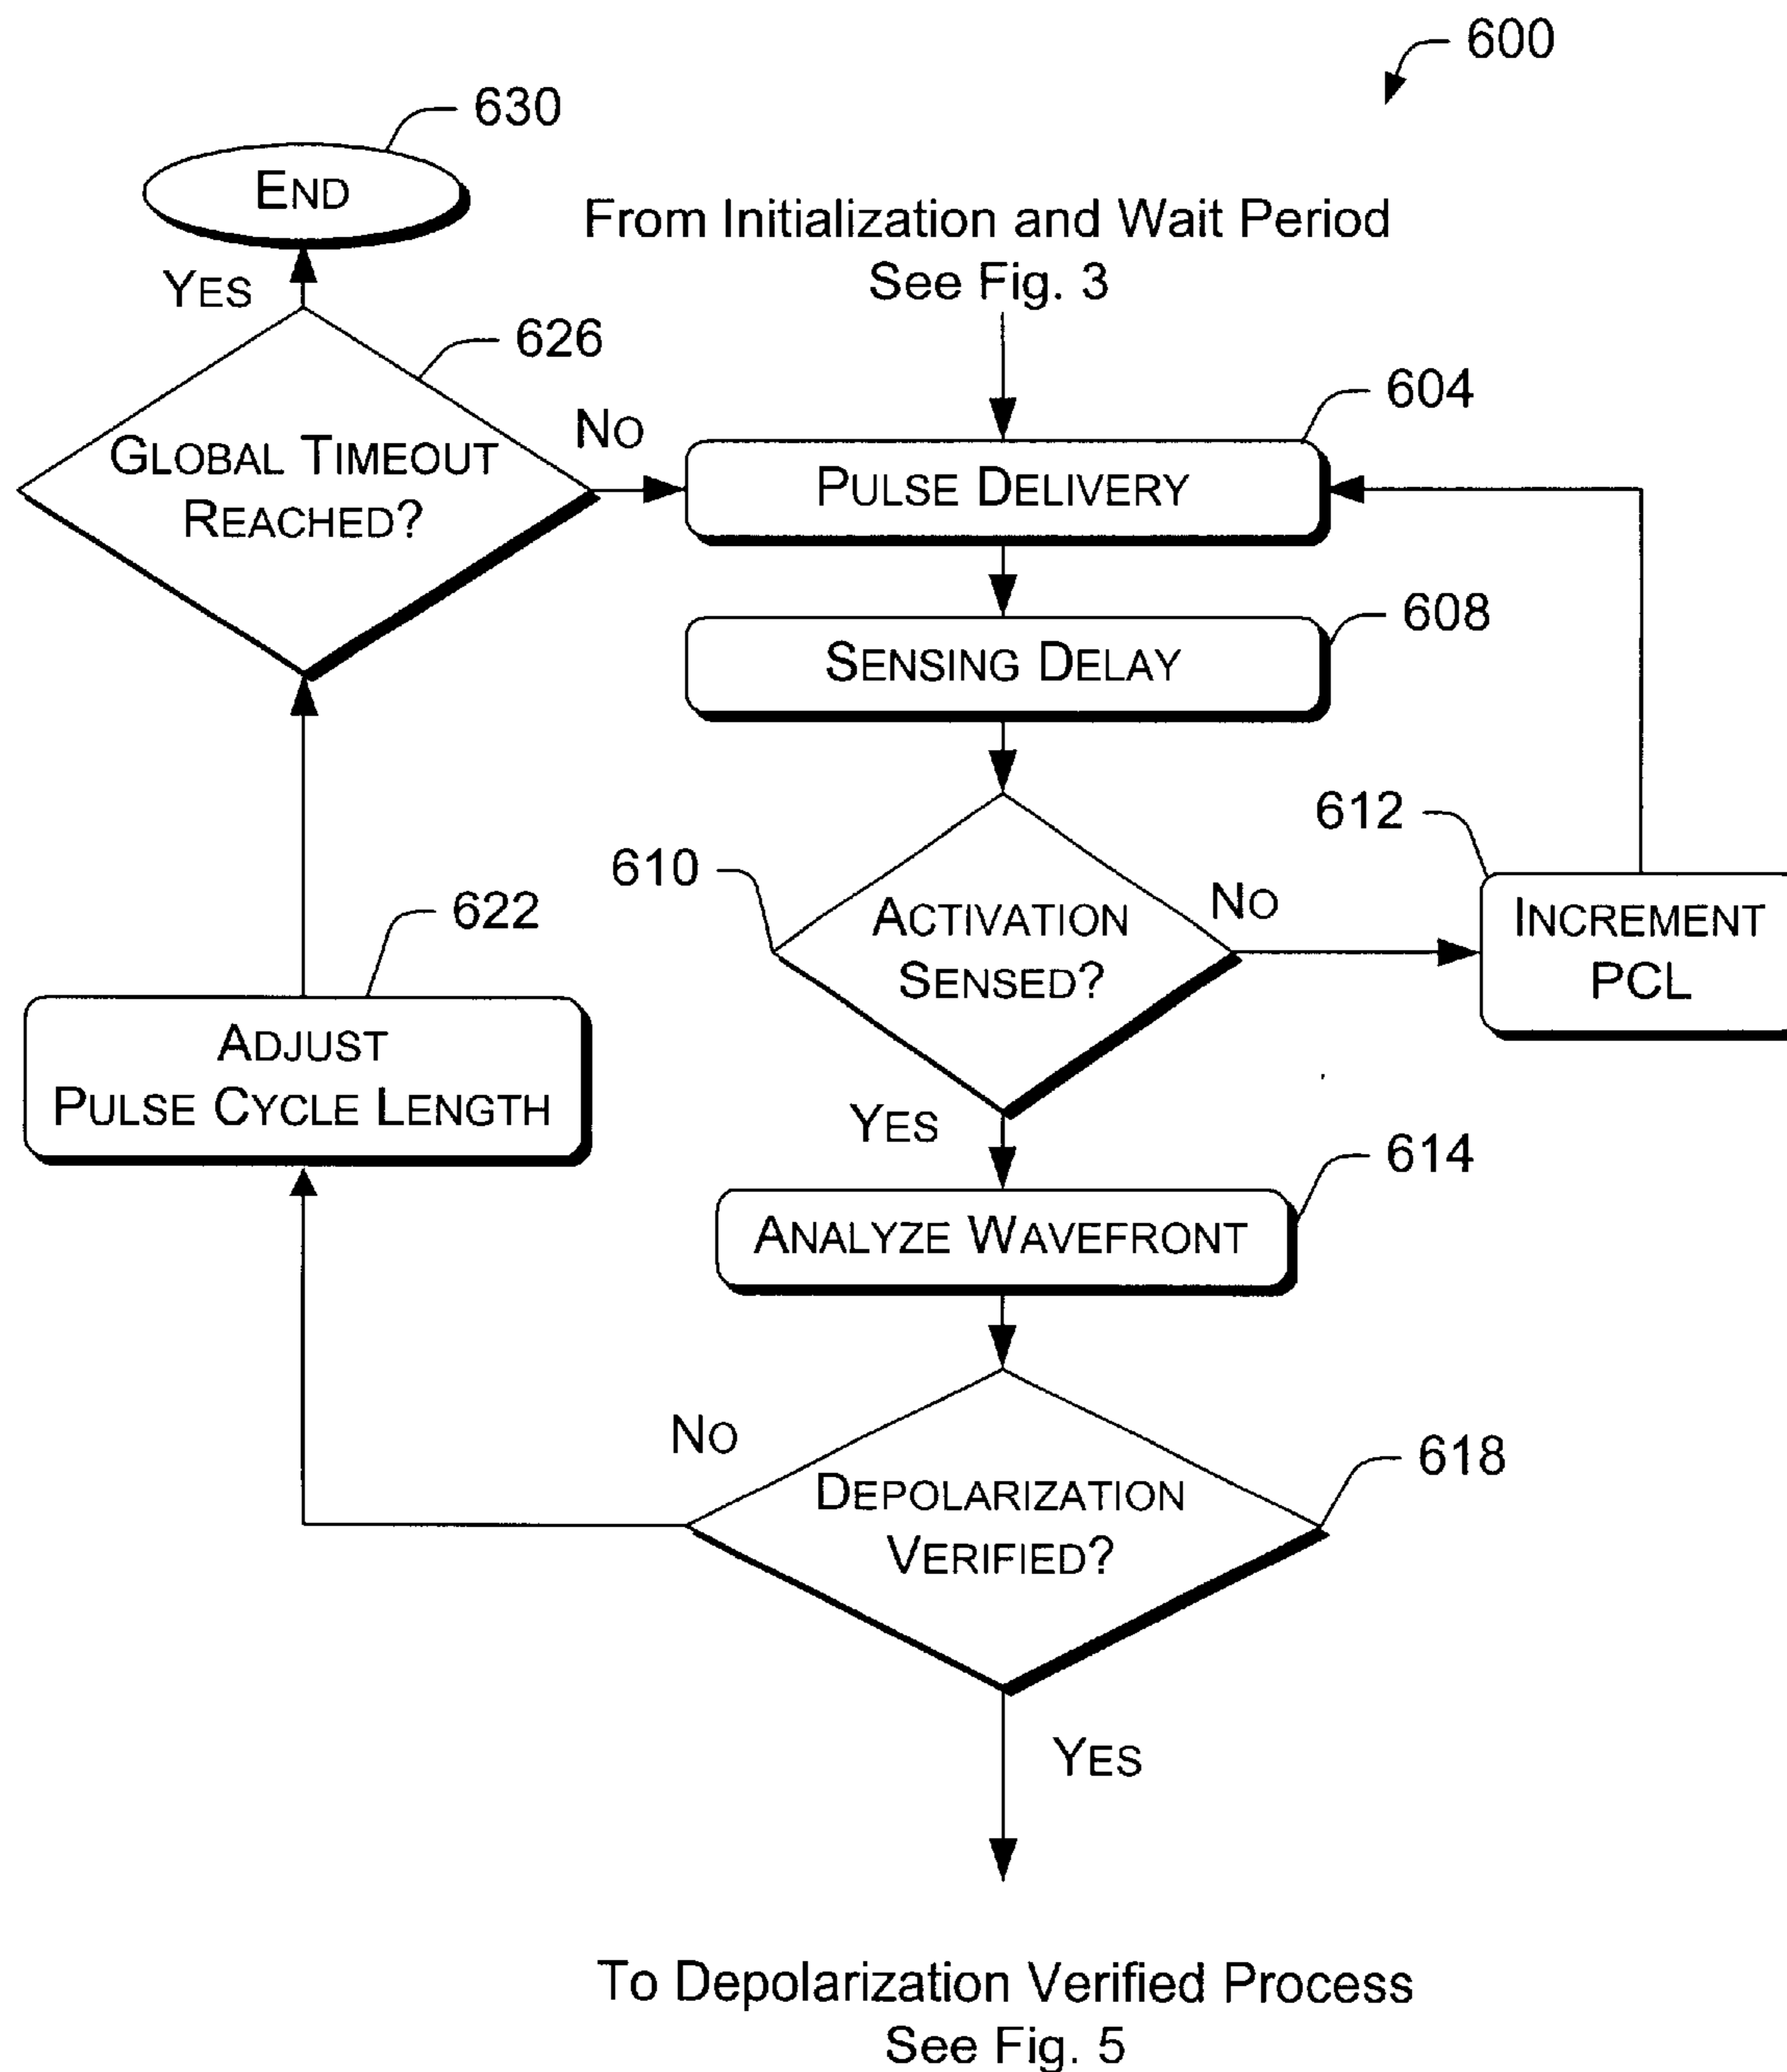 600
630
END
From Initialization and Wait Period
See Fig. 3
YES
626
604
GLOBAL TIMEOUT
REACHED?
NO
PULSE DELIVERY
608
SENSING DELAY
612
610
ACTIVATION
SENSED?
NO
INCREMENT
PCL
622
ADJUST
PULSE CYCLE LENGTH
YES
614
ANALYZE WAVEFRONT
NO
618
DEPOLARIZATION
VERIFIED?
YES
To Depolarization Verified Process
See Fig. 5